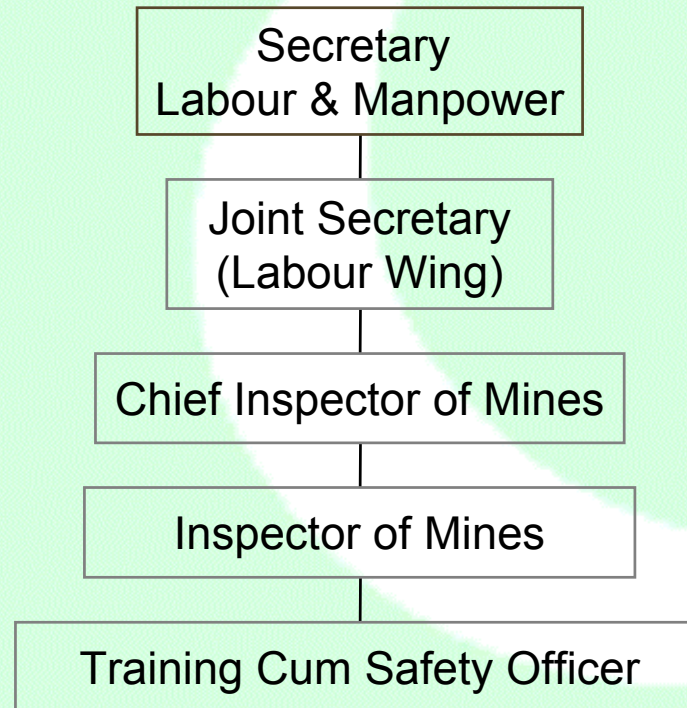 Secretary
Labour & Manpower
Joint Secretary
(Labour Wing)
Chief Inspector of Mines
Inspector of Mines
Training Cum Safety Officer